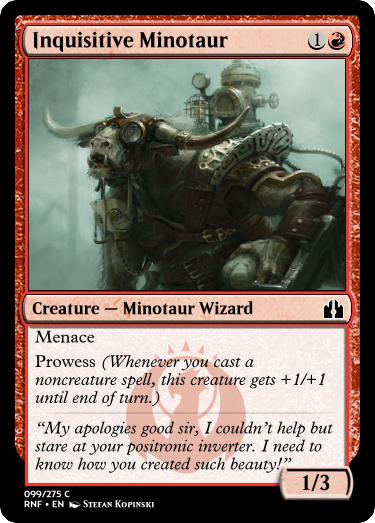 Inquisitive Minotaur 1
Creature — Minotaur Wizard
Menace
Prowess (Whenever you cast a
noncreature spell, this creature gets +1/+1
until end of turn.)
“My apologies good sir, I couldn’t help but
stare at your positronic inverter. I need to
know how you created such beauty!”
1/3
099/275 C
RNF • EN Stefan Kopinski